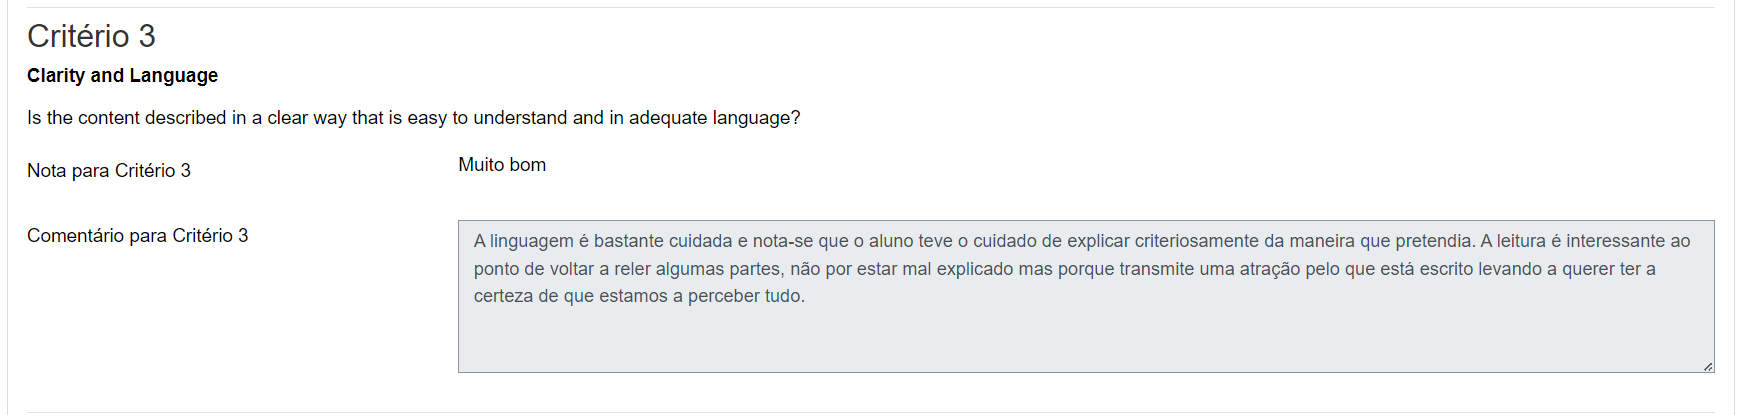 Critério 3
Clarity and Language
Is the content described in a clear way that is easy to understand and in adequate language?
Nota para Critério 3
Muito bom
Comentário para Critério 3
A linguagem é bastante cuidada e nota-se que o aluno teve o cuidado de explicar criteriosamente da maneira que pretendia. A leitura é interessante ao
ponto de voltar a reler algumas partes, não por estar mal explicado mas porque transmite uma atração pelo que está escrito levando a querer ter a
certeza de que estamos a perceber tudo.